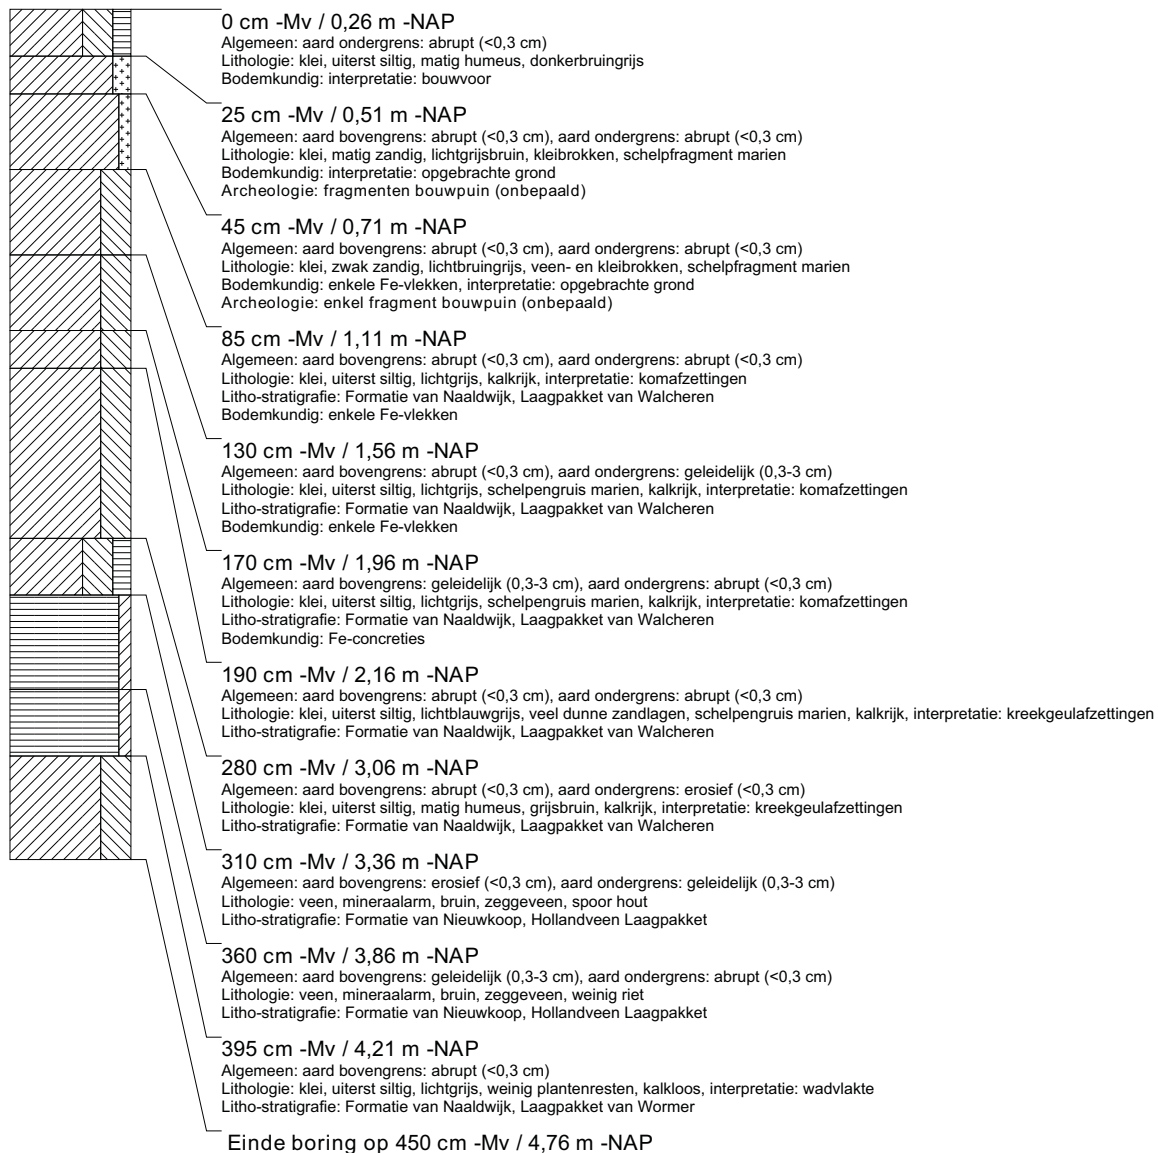 0 cm -Mv / 0,26 m -NAP
Algemeen: aard ondergrens: abrupt (<0,3 cm)
Lithologie: klei, uiterst siltig, matig humeus, donkerbruingrijs
Bodemkundig: interpretatie: bouwvoor
25 cm -Mv / 0,51 m -NAP
Algemeen: aard bovengrens: abrupt (<0,3 cm), aard ondergrens: abrupt (<0,3 cm)
Lithologie: klei, matig zandig, lichtgrijsbruin, kleibrokken, schelpfragment marien
Bodemkundig: interpretatie: opgebrachte grond
Archeologie: fragmenten bouwpuin (onbepaald)
45 cm -Mv / 0,71 m -NAP
Algemeen: aard bovengrens: abrupt (<0,3 cm), aard ondergrens: abrupt (<0,3 cm)
Lithologie: klei, zwak zandig, lichtbruingrijs, veen- en kleibrokken, schelpfragment marien
Bodemkundig: enkele Fe-vlekken, interpretatie: opgebrachte grond
Archeologie: enkel fragment bouwpuin (onbepaald)
85 cm -Mv / 1,11 m -NAP
Algemeen: aard bovengrens: abrupt (<0,3 cm), aard ondergrens: abrupt (<0,3 cm)
Lithologie: klei, uiterst siltig, lichtgrijs, kalkrijk, interpretatie: komafzettingen
Litho-stratigrafie: Formatie van Naaldwijk, Laagpakket van Walcheren
Bodemkundig: enkele Fe-vlekken
130 cm -Mv / 1,56 m -NAP
Algemeen: aard bovengrens: abrupt (<0,3 cm), aard ondergrens: geleidelijk (0,3-3 cm)
Lithologie: klei, uiterst siltig, lichtgrijs, schelpengruis marien, kalkrijk, interpretatie: komafzettingen
Litho-stratigrafie: Formatie van Naaldwijk, Laagpakket van Walcheren
Bodemkundig: enkele Fe-vlekken
170 cm -Mv / 1,96 m -NAP
Algemeen: aard bovengrens: geleidelijk (0,3-3 cm), aard ondergrens: abrupt (<0,3 cm)
Lithologie: klei, uiterst siltig, lichtgrijs, schelpengruis marien, kalkrijk, interpretatie: komafzettingen
Litho-stratigrafie: Formatie van Naaldwijk, Laagpakket van Walcheren
Bodemkundig: Fe-concreties
190 cm -Mv / 2,16 m -NAP
Algemeen: aard bovengrens: abrupt (<0,3 cm), aard ondergrens: abrupt (<0,3 cm)
Lithologie: klei, uiterst siltig, lichtblauwgrijs, veel dunne zandlagen, schelpengruis marien, kalkrijk, interpretatie: kreekgeulafzettingen
Litho-stratigrafie: Formatie van Naaldwijk, Laagpakket van Walcheren
280 cm -Mv / 3,06 m -NAP
Algemeen: aard bovengrens: abrupt (<0,3 cm), aard ondergrens: erosief (<0,3 cm)
Lithologie: klei, uiterst siltig, matig humeus, grijsbruin, kalkrijk, interpretatie: kreekgeulafzettingen
Litho-stratigrafie: Formatie van Naaldwijk, Laagpakket van Walcheren
310 cm -Mv / 3,36 m -NAP
Algemeen: aard bovengrens: erosief (<0,3 cm), aard ondergrens: geleidelijk (0,3-3 cm)
Lithologie: veen, mineraalarm, bruin, zeggeveen, spoor hout
Litho-stratigrafie: Formatie van Nieuwkoop, Hollandveen Laagpakket
360 cm -Mv / 3,86 m -NAP
Algemeen: aard bovengrens: geleidelijk (0,3-3 cm), aard ondergrens: abrupt (<0,3 cm)
Lithologie: veen, mineraalarm, bruin, zeggeveen, weinig riet
Litho-stratigrafie: Formatie van Nieuwkoop, Hollandveen Laagpakket
395 cm -Mv / 4,21 m -NAP
Algemeen: aard bovengrens: abrupt (<0,3 cm)
Lithologie: klei, uiterst siltig, lichtgrijs, weinig plantenresten, kalkloos, interpretatie: wadvlakte
Litho-stratigrafie: Formatie van Naaldwijk, Laagpakket van Wormer
Einde boring op 450 cm -Mv / 4,76 m -NAP